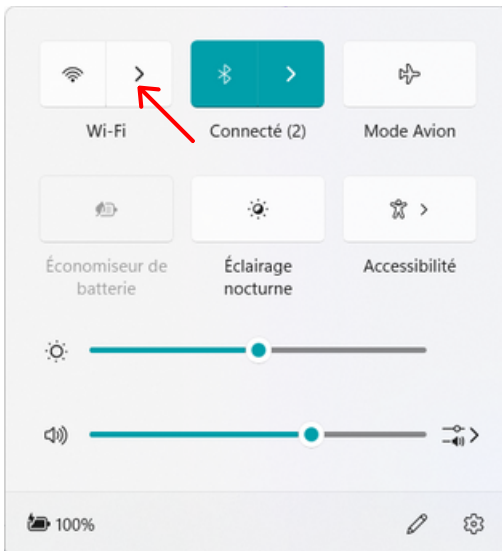 Wi-Fi
Connecté (2)
Mode Avion
Économiseur de
batterie
Éclairage
nocturne
Accessibilité
100%